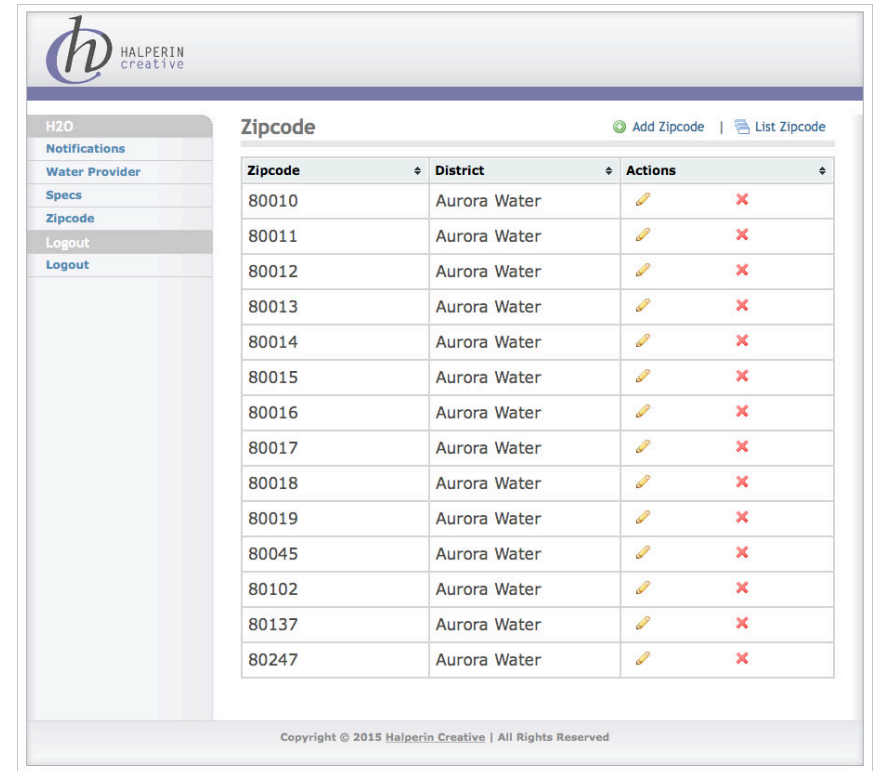 HALPERIN
creative
H2O
Notifications
Water Provider
Specs
Zipcode
Logout
Logout
Zipcode
Add Zipcode | List Zipcode
Zipcode District Actions
80010 Aurora Water
80011 Aurora Water
80012 Aurora Water
80013 Aurora Water
80014 Aurora Water
80015 Aurora Water
80016 Aurora Water
80017 Aurora Water
80018 Aurora Water
80019 Aurora Water
80045 Aurora Water
80102 Aurora Water
80137 Aurora Water
80247 Aurora Water
Copyright © 2015 Halperin Creative | All Rights Reserved